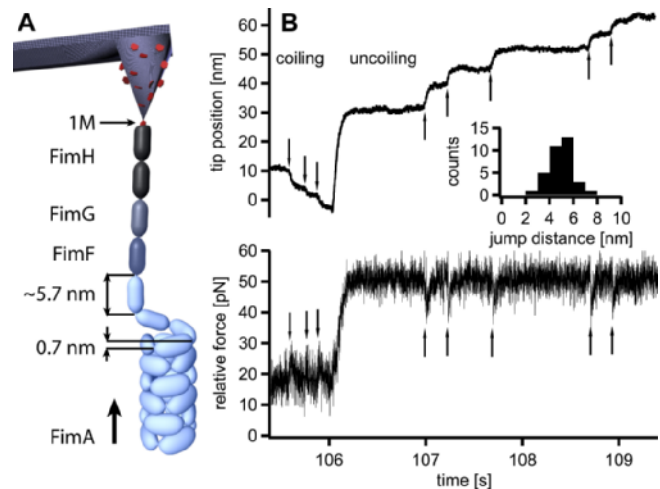 A
1M
FimH
FimG
FimF
~5.7 nm
0.7 nm
FimA
B
60
50
40
30
20
10
0
tip position [nm]
coiling
uncoiling
15
10
5
0
counts
0 2 4 6 8 10
jump distance [nm]
60
50
40
30
20
10
0
relative force [pN]
106 107 108 109
time [s]